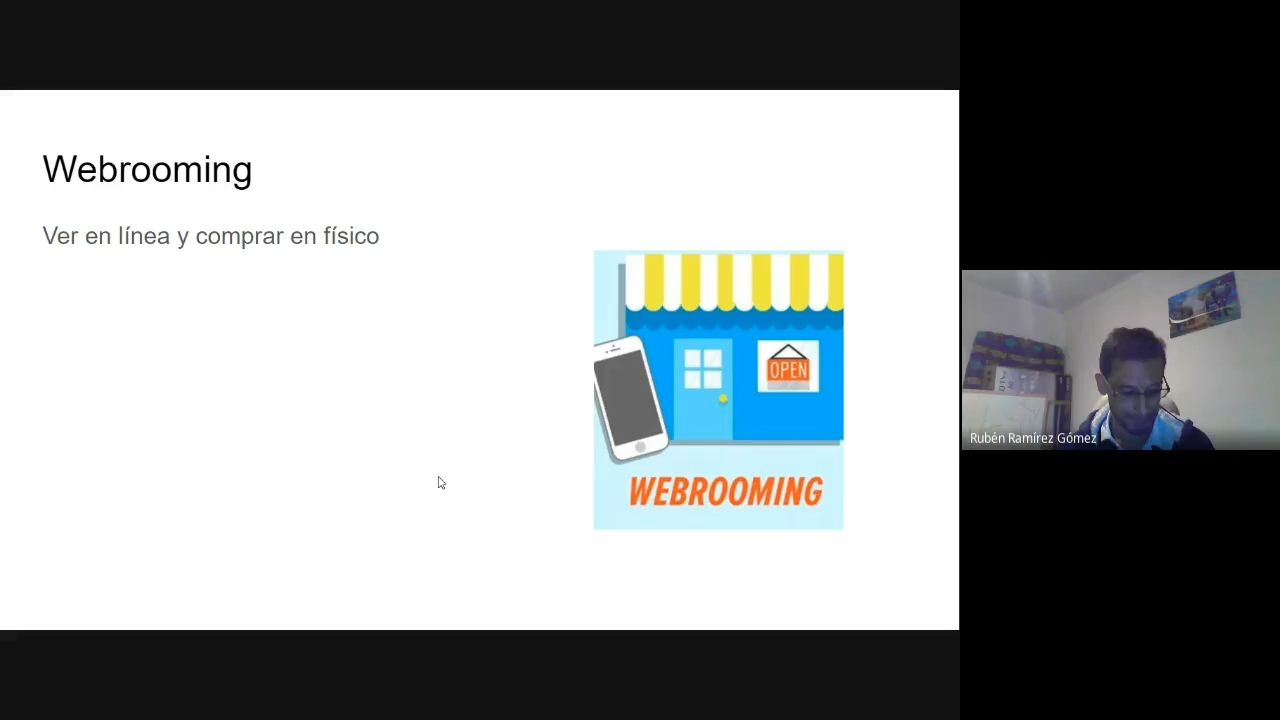 Webrooming
Ver en línea y comprar en físico
OPEN
WEBROOMING
Rubén Ramírez Gómez